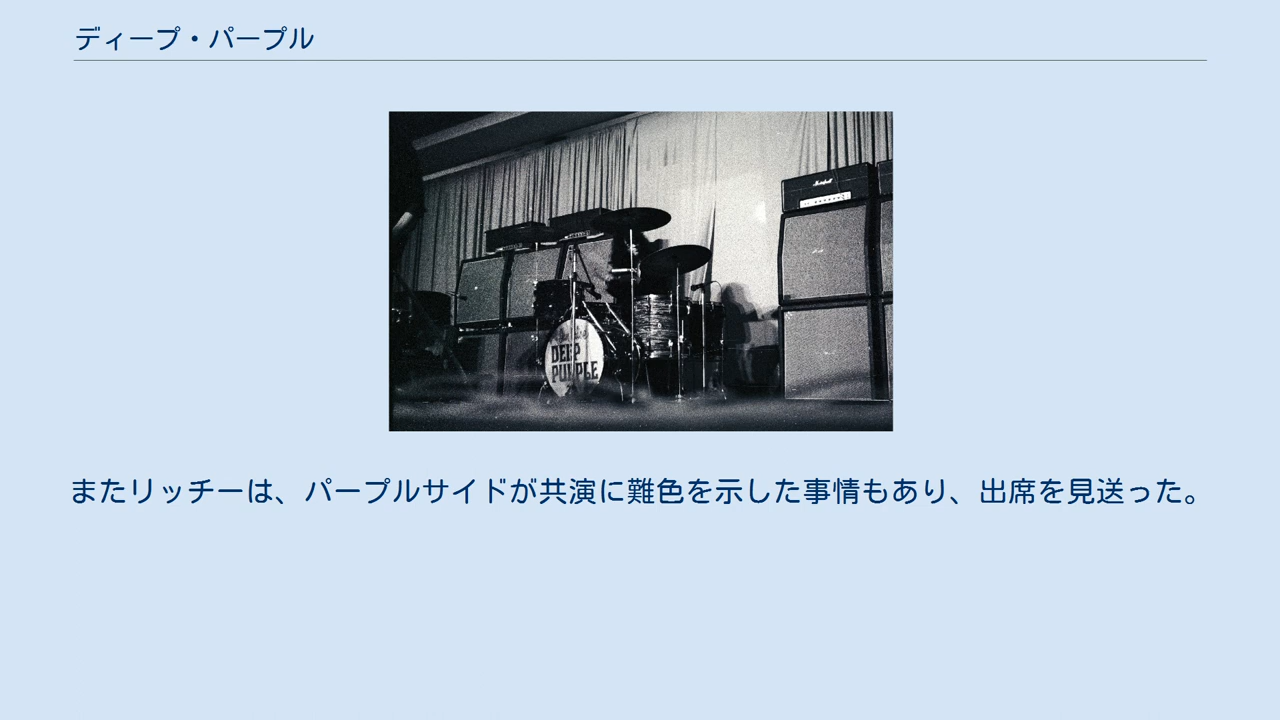 ディープ・パープル
Marshall
DEEP
PURPLE
またリッチーは、パープルサイドが共演に難色を示した事情もあり、出席を見送った。